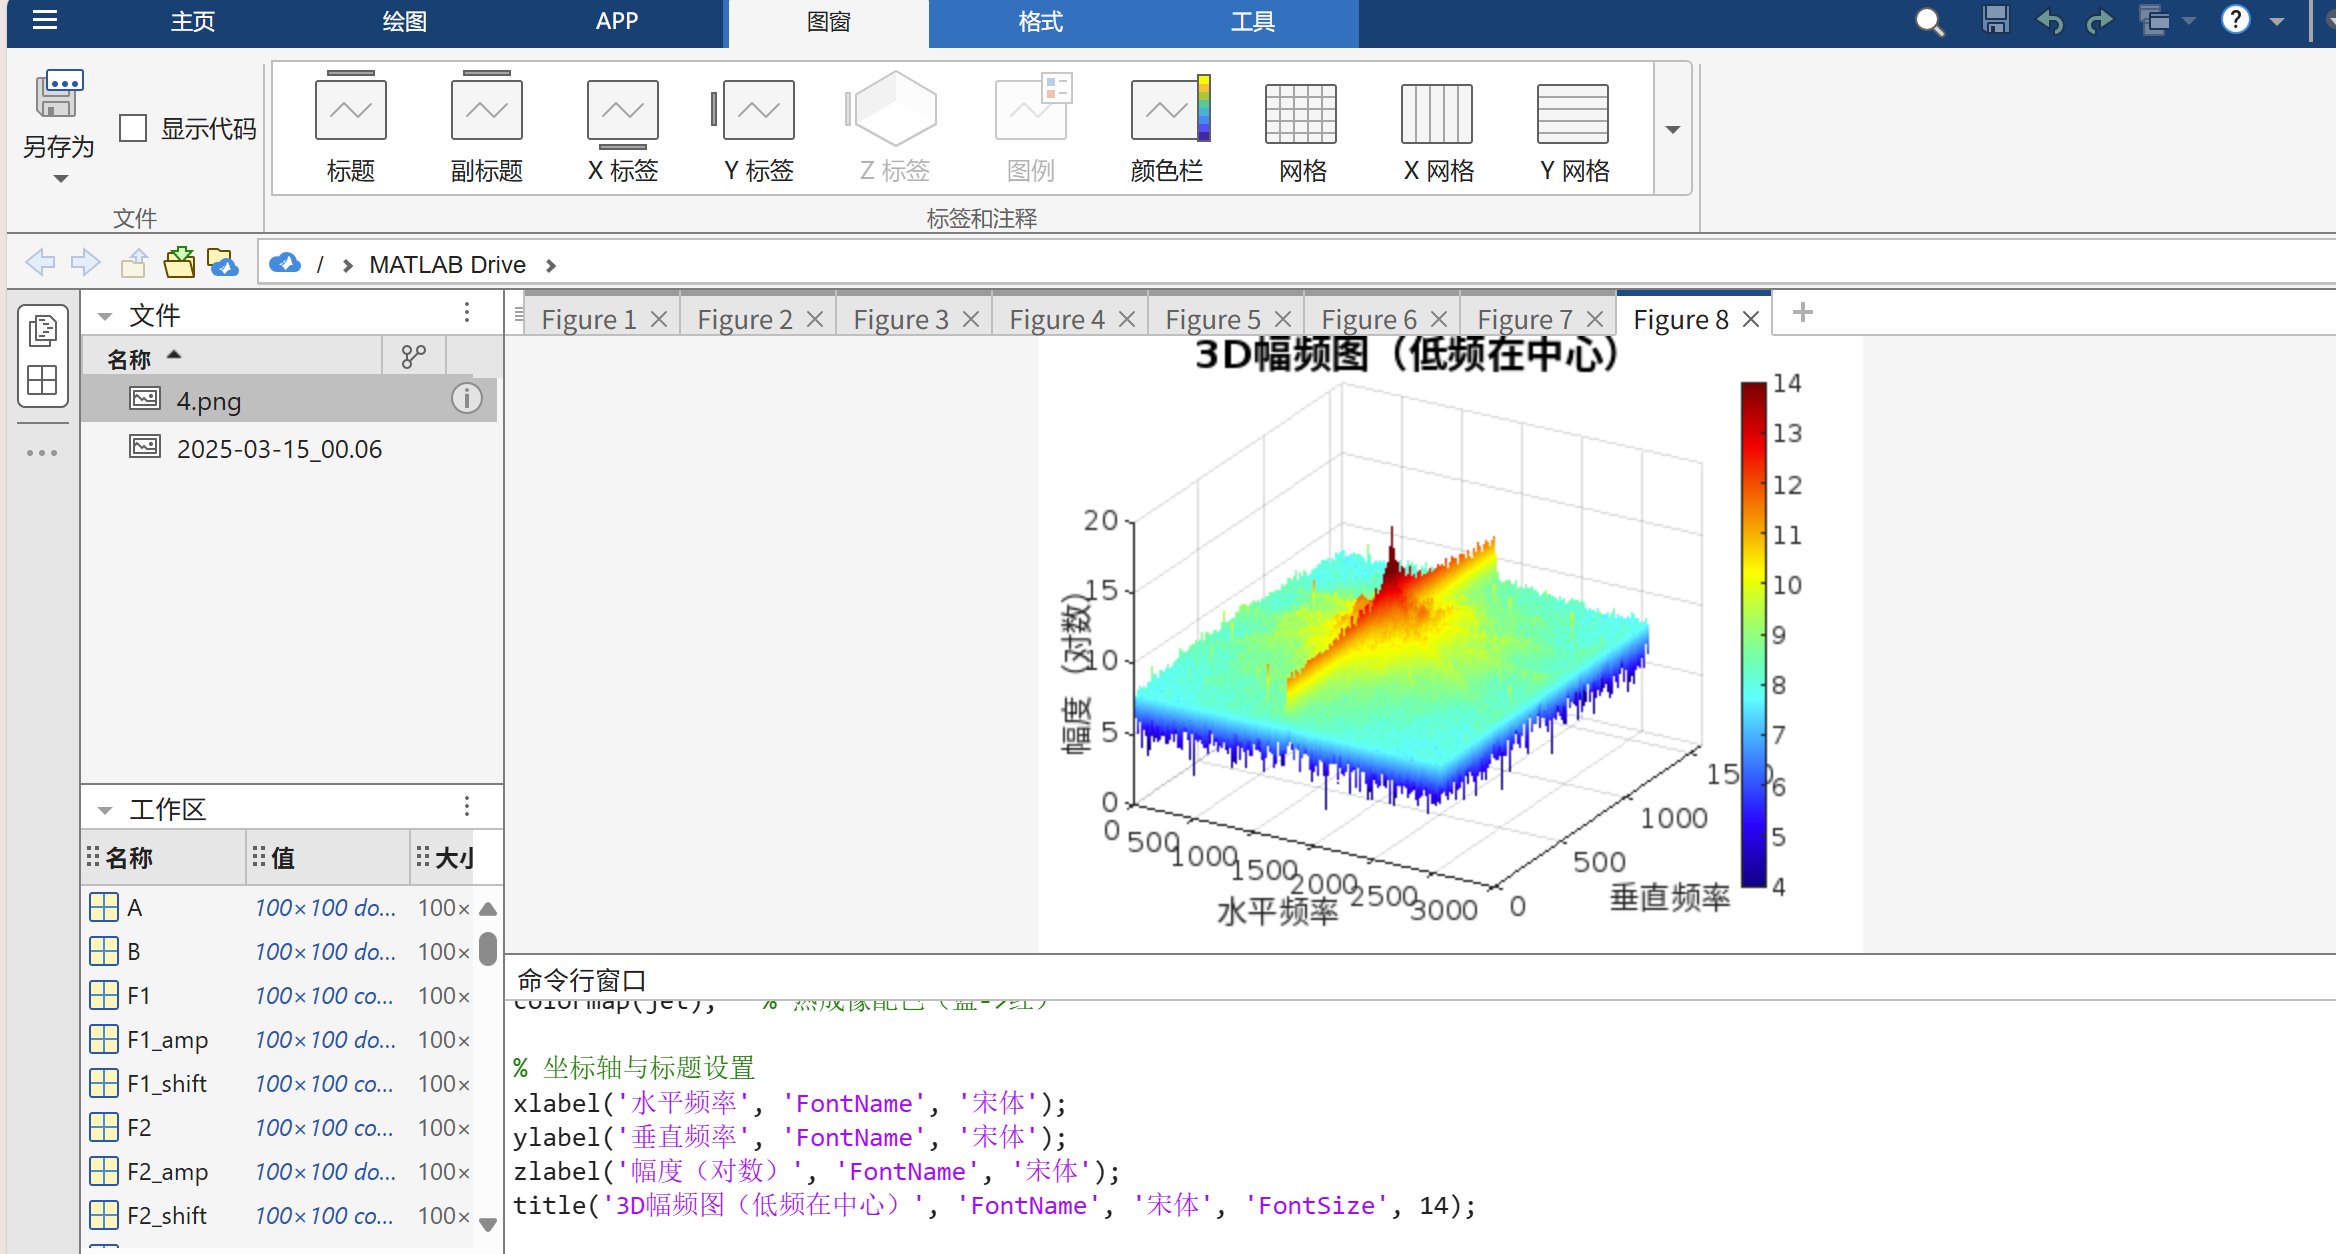 主页 绘图 APP 图窗 格式 工具
另存为
显示代码
标题 副标题 X 标签 Y 标签 Z 标签 图例 颜色栏 网格 X 网格 Y 网格
文件 标签和注释
/ › MATLAB Drive ›
文件
名称
4.png
2025-03-15_00.06
工作区
名称 值 大小
A 100×100 do... 100×
B 100×100 do... 100×
F1 100×100 co... 100×
F1_amp 100×100 do... 100×
F1_shift 100×100 co... 100×
F2 100×100 co... 100×
F2_amp 100×100 do... 100×
F2_shift 100×100 co... 100×
Figure 1 Figure 2 Figure 3 Figure 4 Figure 5 Figure 6 Figure 7 Figure 8
3D幅频图（低频在中心）
幅度（对数）
20
15
10
5
0
0 500 1000 1500 2000 2500 3000
水平频率
0 500 1000
垂直频率
14
13
12
11
10
9
8
7
6
5
4
命令行窗口
colormap(jet); % 热成像配色（蓝->红）
% 坐标轴与标题设置
xlabel('水平频率', 'FontName', '宋体');
ylabel('垂直频率', 'FontName', '宋体');
zlabel('幅度（对数）', 'FontName', '宋体');
title('3D幅频图（低频在中心）', 'FontName', '宋体', 'FontSize', 14);